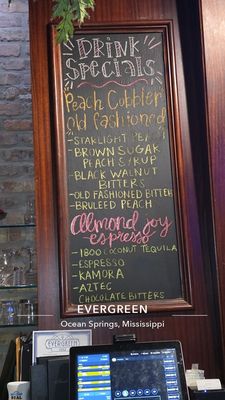 DRINK
Specials
Peach Cobbler
old fashioned
-STARLIGHT
-BROWN SUGAR
PEACH SYRUP
-BLACK WALNUT
BITTERS
-OLD FASHIONED BITTER
-BRULEED PEACH
Almond joy
espresso
-1800 COCONUT TEQUILA
-ESPRESSO
-KAMORA
-AZTEC
CHOCOLATE BITTERS
EVERGREEN
Ocean Springs, Mississippi
EVERGREEN